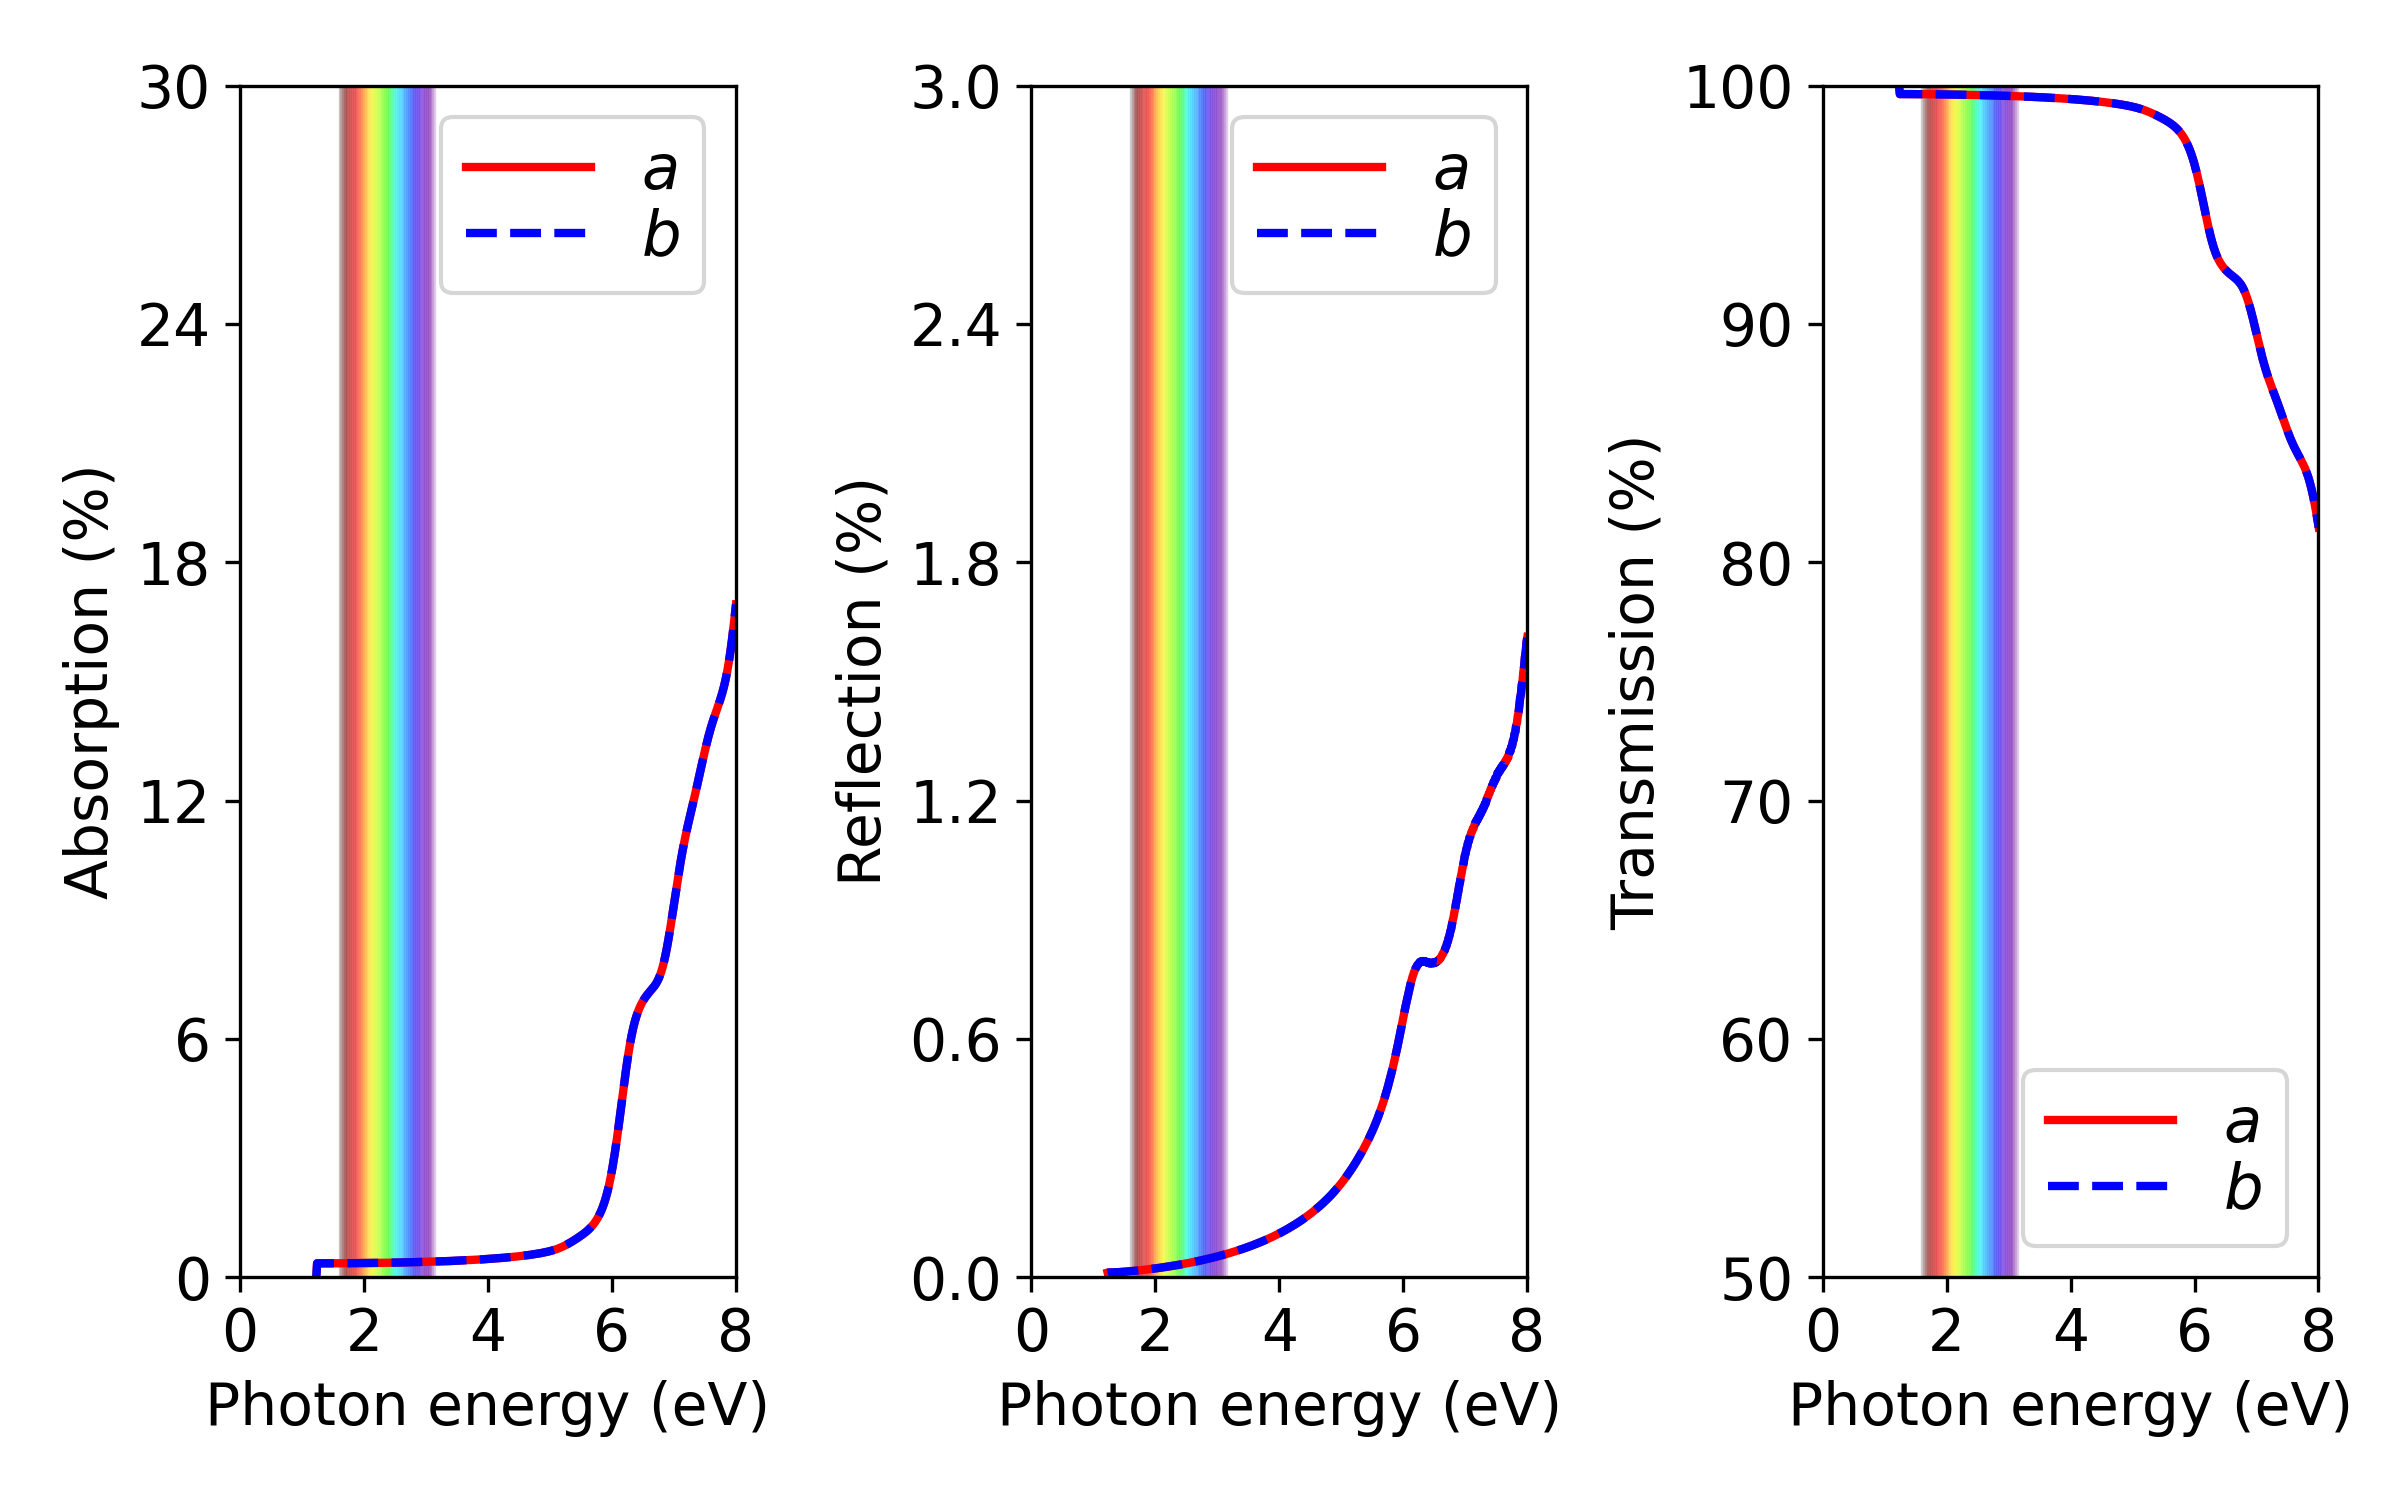 Absorption (%)
30
24
18
12
6
0
0 2 4 6 8
Photon energy (eV)
a
b
Reflection (%)
3.0
2.4
1.8
1.2
0.6
0.0
0 2 4 6 8
Photon energy (eV)
a
b
Transmission (%)
100
90
80
70
60
50
0 2 4 6 8
Photon energy (eV)
a
b